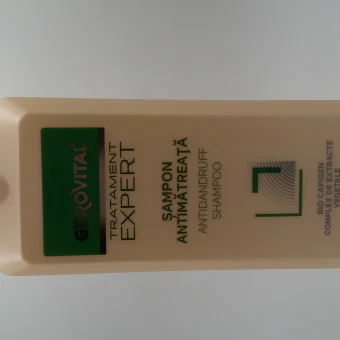 GEROVITAL
TRATAMENT
EXPERT
ȘAMPON
ANTIMĂTREAȚĂ
ANTIDANDRUFF
SHAMPOO
BIO CAPIGEN
COMPLEX DE EXTRACTE
VEGETALE